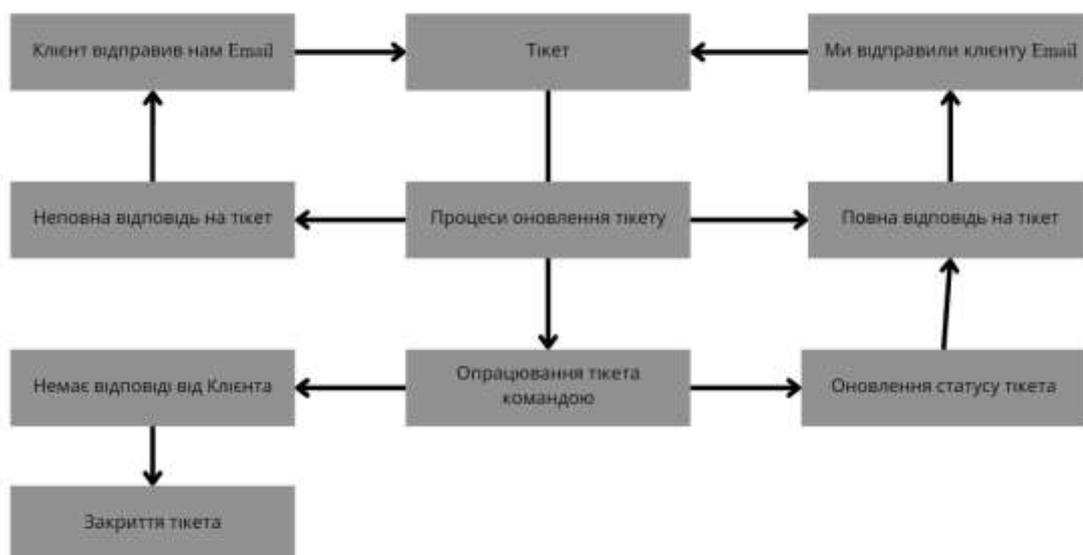 Клієнт відправив нам Email
Тікет
Ми відправили клієнту Email
Неповна відповідь на тікет
Процеси оновлення тікету
Повна відповідь на тікет
Немає відповіді від Клієнта
Опрацювання тікета
командою
Оновлення статусу тікета
Закриття тікета